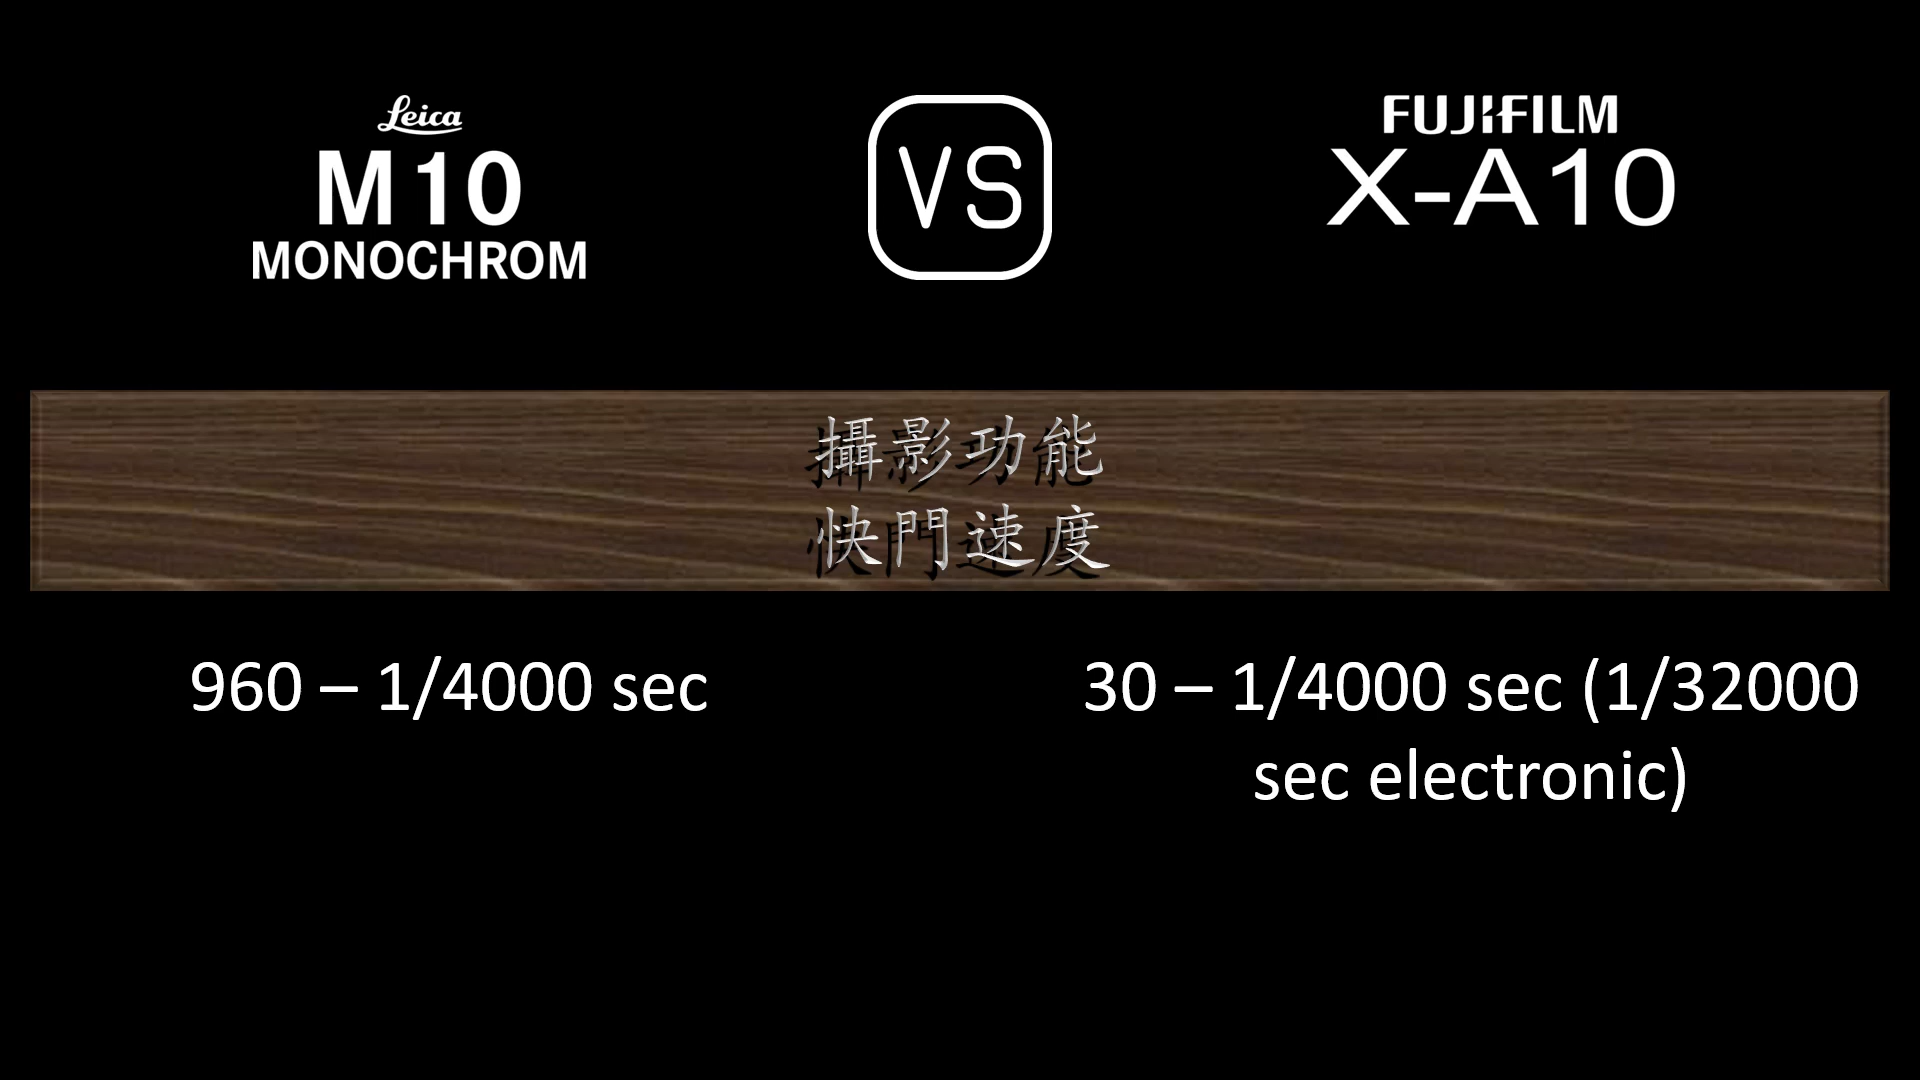 Leica
M10
MONOCHROM
VS
FUJIFILM
X-A10
攝影功能
快門速度
960 – 1/4000 sec
30 – 1/4000 sec (1/32000
sec electronic)